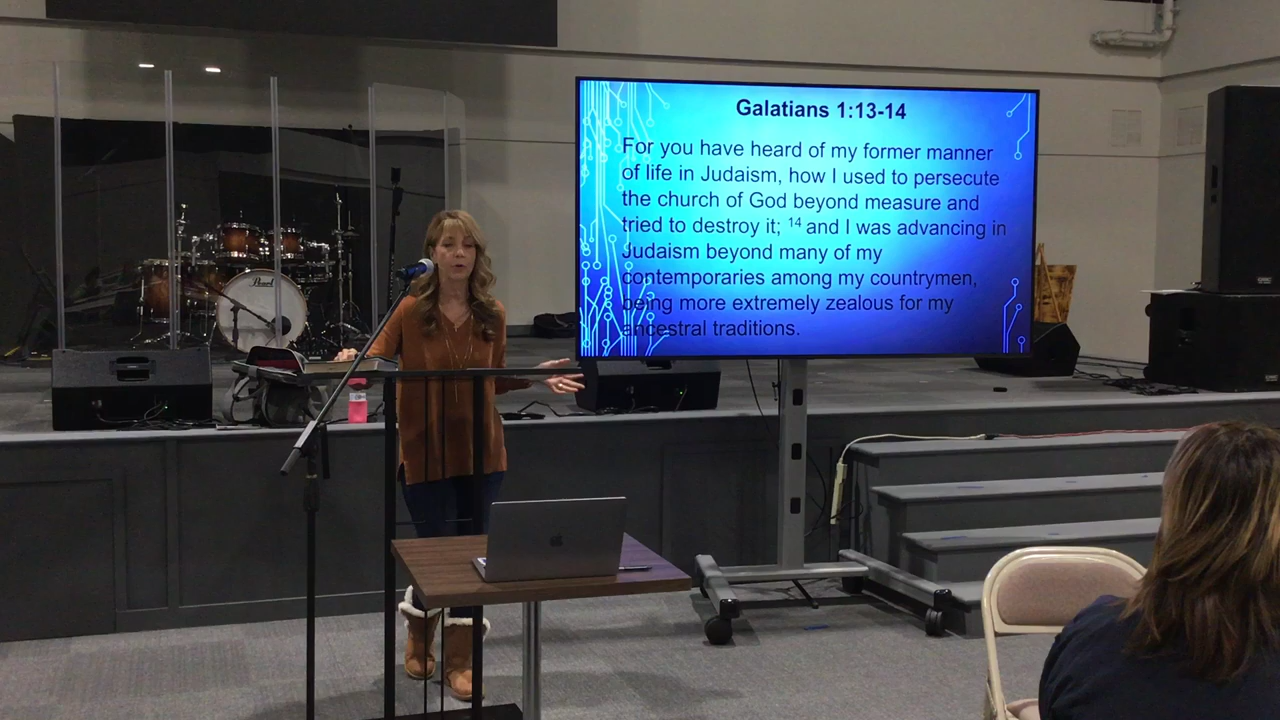 Galatians 1:13-14
For you have heard of my former manner
of life in Judaism, how I used to persecute
the church of God beyond measure and
tried to destroy it; 14 and I was advancing in
Judaism beyond many of my
contemporaries among my countrymen,
being more extremely zealous for my
ancestral traditions.
Pearl